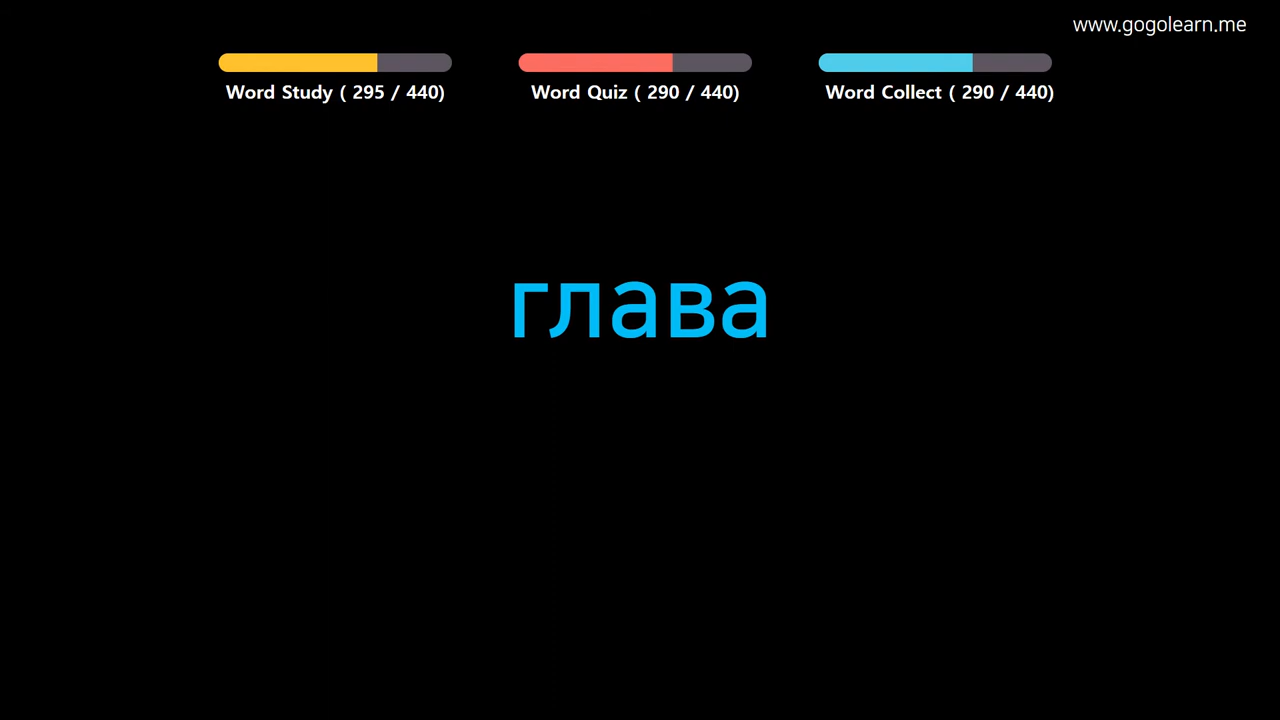 www.gogolearn.me
Word Study ( 295 / 440)
Word Quiz ( 290 / 440)
Word Collect ( 290 / 440)
глава